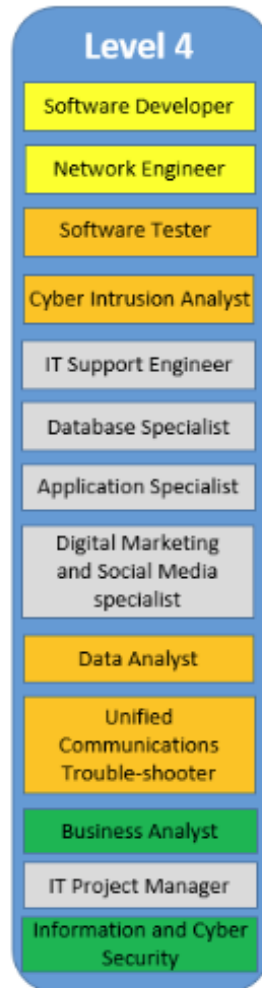 Level 4
Software Developer
Network Engineer
Software Tester
Cyber Intrusion Analyst
IT Support Engineer
Database Specialist
Application Specialist
Digital Marketing
and Social Media
specialist
Data Analyst
Unified
Communications
Trouble-shooter
Business Analyst
IT Project Manager
Information and Cyber
Security